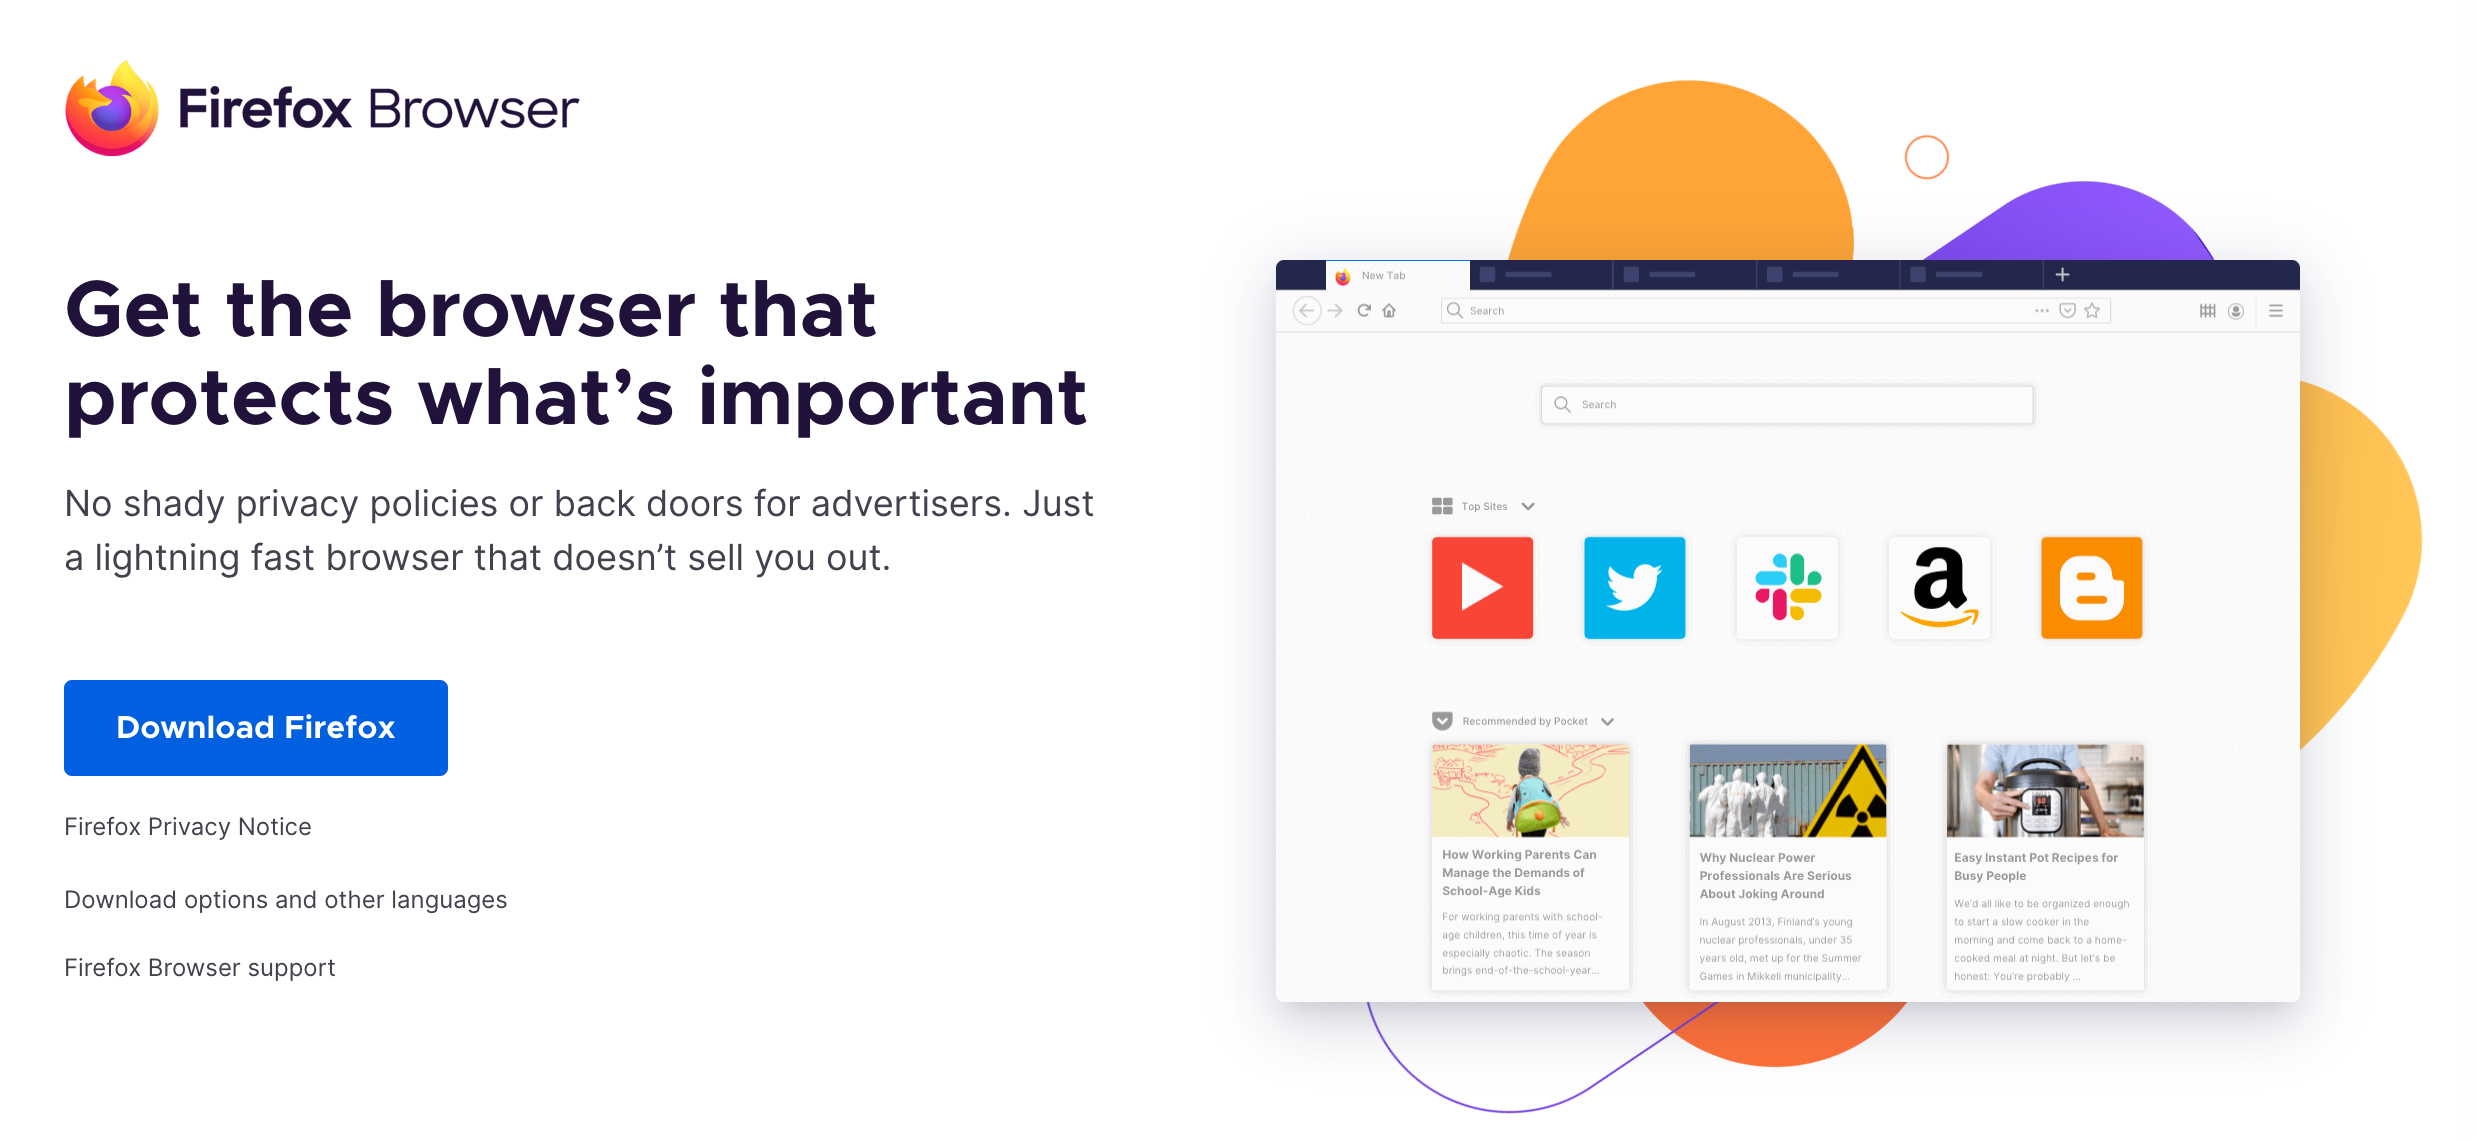 Firefox Browser
Get the browser that
protects what’s important
No shady privacy policies or back doors for advertisers. Just
a lightning fast browser that doesn’t sell you out.
Download Firefox
Firefox Privacy Notice
Download options and other languages
Firefox Browser support
New Tab
Search
Search
Top Sites
a
Recommended by Pocket
How Working Parents Can
Manage the Demands of
School-Age Kids
For working parents with school-
age children, this time of year is
especially chaotic. The season
brings end-of-the-school-year...
Why Nuclear Power
Professionals Are Serious
About Joking Around
In August 2013, Finland's young
nuclear professionals, under 35
years old, met up for the Summer
Games in Mikkeli municipality...
Easy Instant Pot Recipes for
Busy People
We'd all like to be organized enough
to start a slow cooker in the
morning and come back to a home-
cooked meal at night. But let's be
honest: You're probably ...